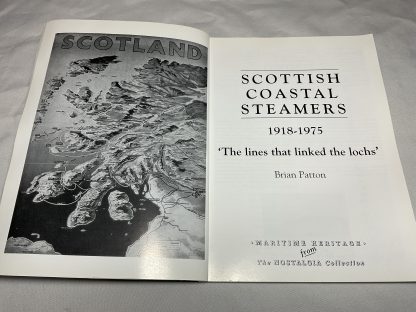 SCOTLAND
SCOTTISH
COASTAL
STEAMERS
1918-1975
'The lines that linked the lochs'
Brian Patton
• MARITIME HERITAGE •
from
The NOSTALGIA Collection